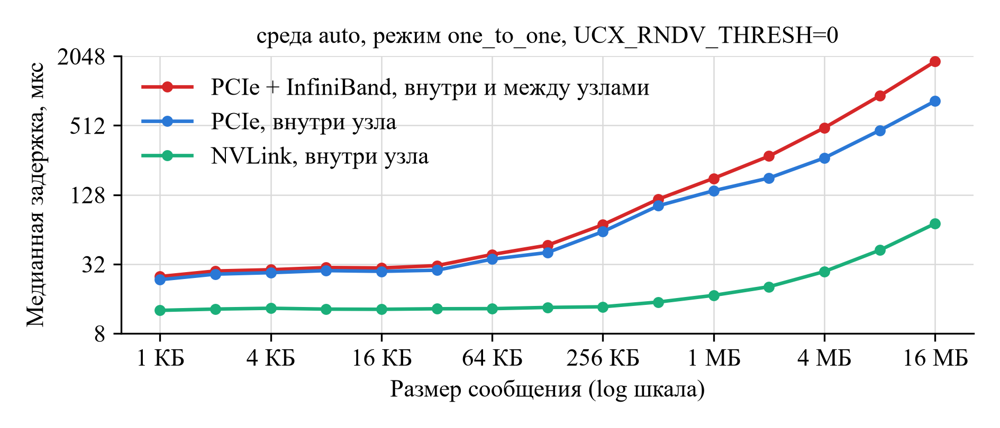 среда auto, режим one_to_one, UCX_RNDV_THRESH=0
Медианная задержка, мкс
2048
512
128
32
8
PCIe + InfiniBand, внутри и между узлами
PCIe, внутри узла
NVLink, внутри узла
1 КБ
4 КБ
16 КБ
64 КБ
256 КБ
1 МБ
4 МБ
16 МБ
Размер сообщения (log шкала)